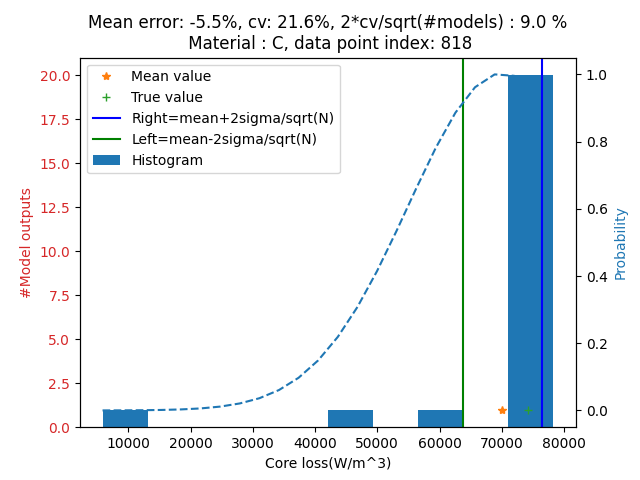 Mean error: -5.5%, cv: 21.6%, 2*cv/sqrt(#models) : 9.0 %
Material : C, data point index: 818
Mean value
True value
Right=mean+2sigma/sqrt(N)
Left=mean-2sigma/sqrt(N)
Histogram
#Model outputs
20.0
17.5
15.0
12.5
10.0
7.5
5.0
2.5
0.0
1.0
0.8
0.6
0.4
0.2
0.0
Probability
10000 20000 30000 40000 50000 60000 70000 80000
Core loss(W/m^3)